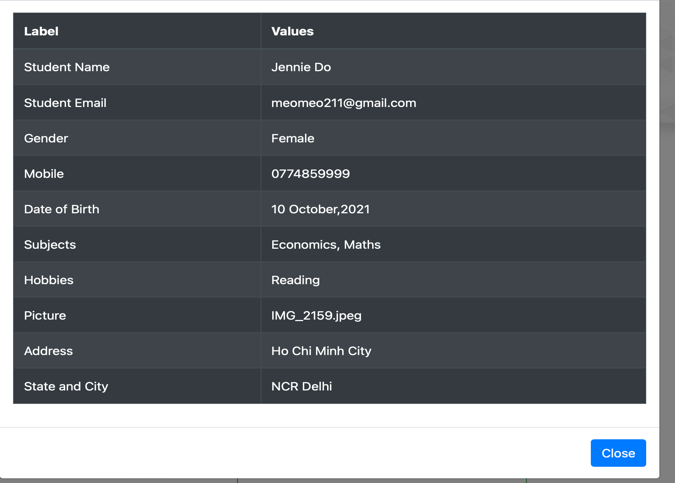 Label Values
Student Name Jennie Do
Student Email meomeo211@gmail.com
Gender Female
Mobile 0774859999
Date of Birth 10 October,2021
Subjects Economics, Maths
Hobbies Reading
Picture IMG_2159.jpeg
Address Ho Chi Minh City
State and City NCR Delhi
Close